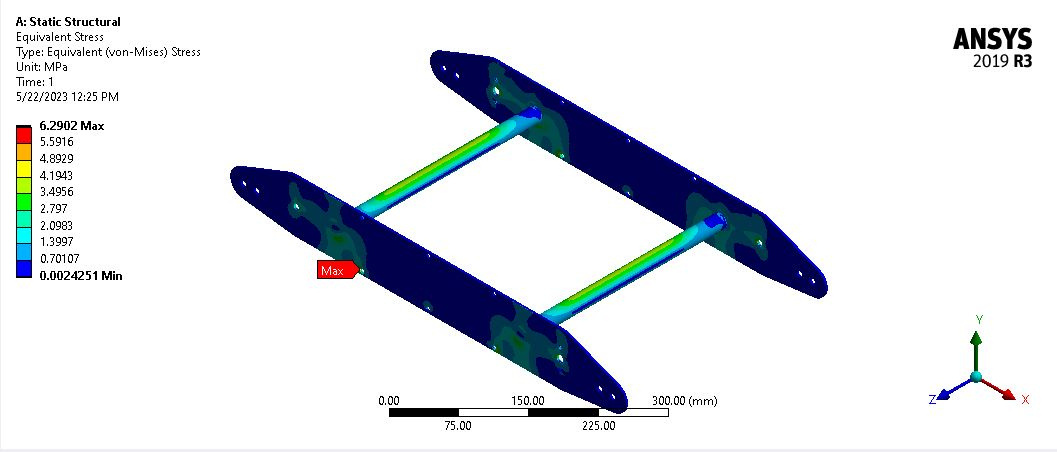 A: Static Structural
Equivalent Stress
Type: Equivalent (von-Mises) Stress
Unit: MPa
Time: 1
5/22/2023 12:25 PM
6.2902 Max
5.5916
4.8929
4.1943
3.4956
2.797
2.0983
1.3997
0.70107
0.0024251 Min
ANSYS
2019 R3
Max
0.00 150.00 300.00 (mm)
75.00 225.00
Y
Z X